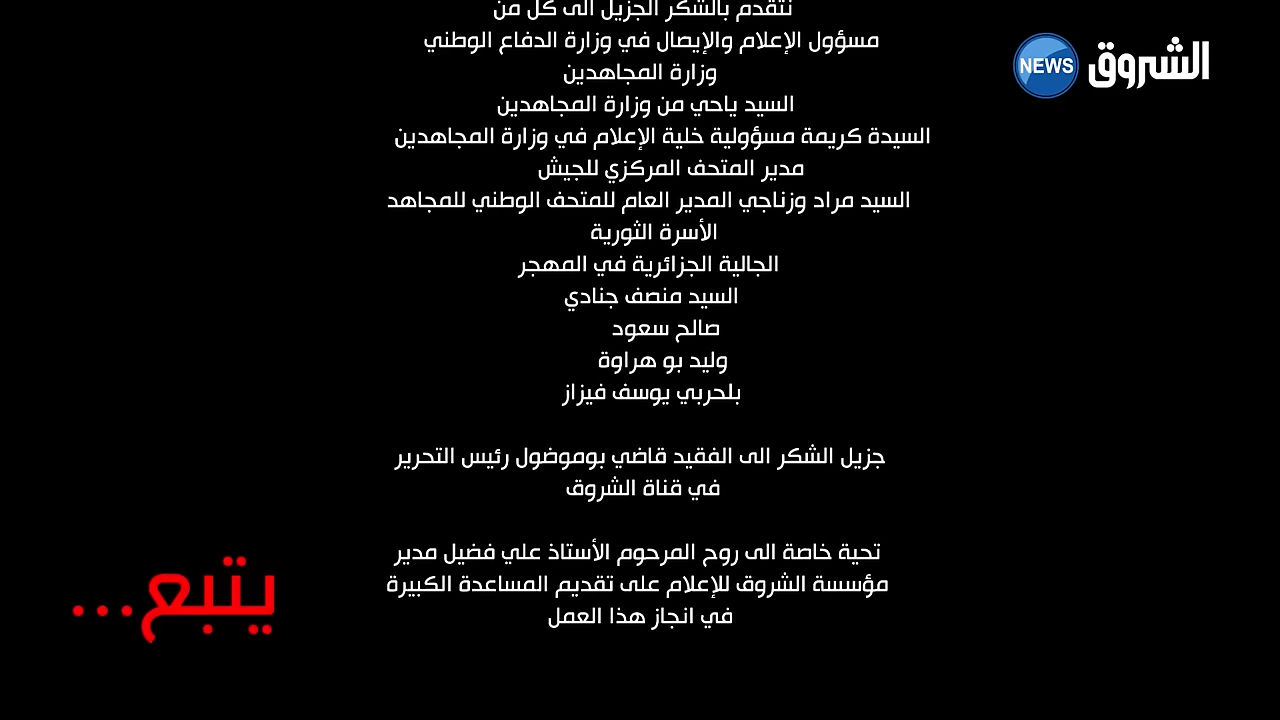 نتقدم بالشكر الجزيل الى كل من
مسؤول الإعلام والإيصال في وزارة الدفاع الوطني
وزارة المجاهدين
السيد ياحي من وزارة المجاهدين
السيدة كريمة مسؤولية خلية الإعلام في وزارة المجاهدين
مدير المتحف المركزي للجيش
السيد مراد وزناجي المدير العام للمتحف الوطني للمجاهد
الأسرة الثورية
الجالية الجزائرية في المهجر
السيد منصف جنادي
صالح سعود
وليد بو هراوة
بلحربي يوسف فيزاز
جزيل الشكر الى الفقيد قاضي بوموضول رئيس التحرير
في قناة الشروق
تحية خاصة الى روح المرحوم الأستاذ علي فضيل مدير
مؤسسة الشروق للإعلام على تقديم المساعدة الكبيرة
في انجاز هذا العمل
يتبع...
الشروق NEWS